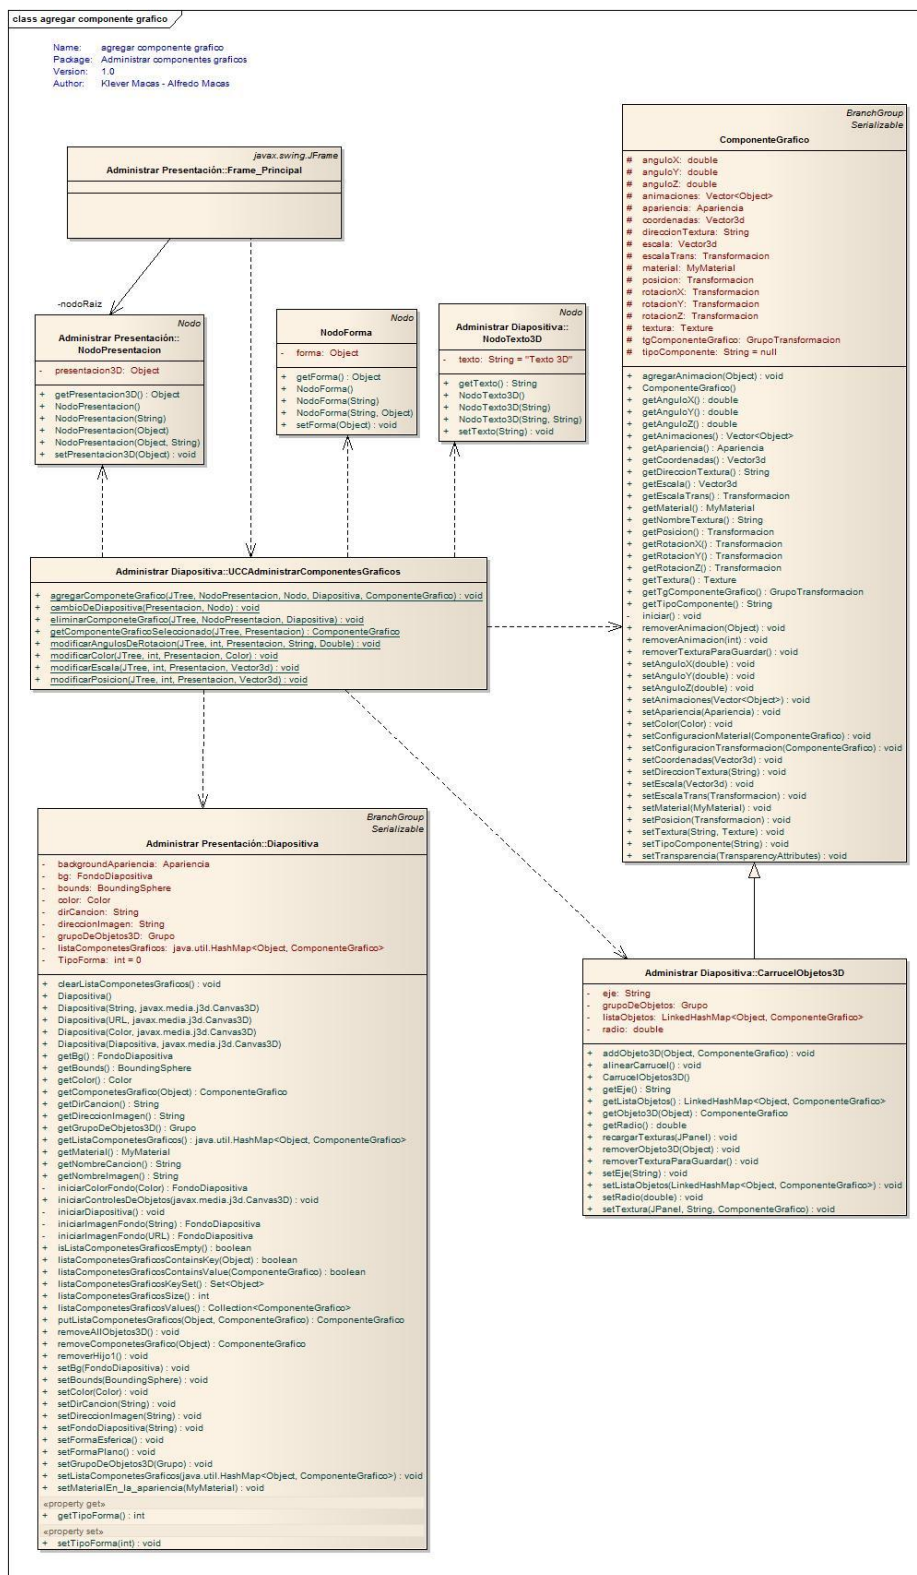 class agregar componente grafico
Name: agregar componente grafico
Package: Administrar componentes graficos
Version: 1.0
Author: Klever Macas - Alfredo Macas
javax.swing.JFrame
Administrar Presentación::Frame_Principal
-nodoRaiz
Nodo
Administrar Presentación::
NodoPresentacion
- presentacion3D: Object
+ getPresentacion3D() : Object
+ NodoPresentacion()
+ NodoPresentacion(String)
+ NodoPresentacion(Object)
+ NodoPresentacion(Object, String)
+ setPresentacion3D(Object) : void
Nodo
NodoForma
- forma: Object
+ getForma() : Object
+ NodoForma()
+ NodoForma(String)
+ NodoForma(String, Object)
+ setForma(Object) : void
Nodo
Administrar Diapositiva::
NodoTexto3D
- texto: String = "Texto 3D"
+ getTexto() : String
+ NodoTexto3D()
+ NodoTexto3D(String)
+ NodoTexto3D(String, String)
+ setTexto(String) : void
BranchGroup
Serializable
ComponenteGrafico
# anguloX: double
# anguloY: double
# anguloZ: double
# animaciones: Vector<Object>
# apariencia: Apariencia
# coordenadas: Vector3d
# direccionTextura: String
# escala: Vector3d
# escalaTrans: Transformacion
# material: MyMaterial
# posicion: Transformacion
# rotacionX: Transformacion
# rotacionY: Transformacion
# rotacionZ: Transformacion
# textura: Texture
# tgComponenteGrafico: GrupoTransformacion
# tipoComponente: String = null
+ agregarAnimacion(Object) : void
+ ComponenteGrafico()
+ getAnguloX() : double
+ getAnguloY() : double
+ getAnguloZ() : double
+ getAnimaciones() : Vector<Object>
+ getApariencia() : Apariencia
+ getCoordenadas() : Vector3d
+ getDireccionTextura() : String
+ getEscala() : Vector3d
+ getEscalaTrans() : Transformacion
+ getMaterial() : MyMaterial
+ getNombreTextura() : String
+ getPosicion() : Transformacion
+ getRotacionX() : Transformacion
+ getRotacionY() : Transformacion
+ getRotacionZ() : Transformacion
+ getTextura() : Texture
+ getTgComponenteGrafico() : GrupoTransformacion
+ getTipoComponente() : String
- iniciar() : void
+ removerAnimacion(Object) : void
+ removerAnimacion(int) : void
+ removerTexturaParaGuardar() : void
+ setAnguloX(double) : void
+ setAnguloY(double) : void
+ setAnguloZ(double) : void
+ setAnimaciones(Vector<Object>) : void
+ setApariencia(Apariencia) : void
+ setColor(Color) : void
+ setConfiguracionMaterial(ComponenteGrafico) : void
+ setConfiguracionTransformacion(ComponenteGrafico) : void
+ setCoordenadas(Vector3d) : void
+ setDireccionTextura(String) : void
+ setEscala(Vector3d) : void
+ setEscalaTrans(Transformacion) : void
+ setMaterial(MyMaterial) : void
+ setPosicion(Transformacion) : void
+ setTextura(String, Texture) : void
+ setTipoComponente(String) : void
+ setTransparencia(TransparencyAttributes) : void
Administrar Diapositiva::UCCAdministrarComponentesGraficos
+ agregarComponeteGrafico(JTree, NodoPresentacion, Nodo, Diapositiva, ComponenteGrafico) : void
+ cambioDeDiapositiva(Presentacion, Nodo) : void
+ eliminarComponeteGrafico(JTree, NodoPresentacion, Diapositiva) : void
+ getComponenteGraficoSeleccionado(JTree, Presentacion) : ComponenteGrafico
+ modificarAngulosDeRotacion(JTree, int, Presentacion, String, Double) : void
+ modificarColor(JTree, int, Presentacion, Color) : void
+ modificarEscala(JTree, int, Presentacion, Vector3d) : void
+ modificarPosicion(JTree, int, Presentacion, Vector3d) : void
BranchGroup
Serializable
Administrar Presentación::Diapositiva
- backgroundApariencia: Apariencia
- bg: FondoDiapositiva
- bounds: BoundingSphere
- color: Color
- dirCancion: String
- direcionImagen: String
- grupoDeObjetos3D: Grupo
- listaComponetesGraficos: java.util.HashMap<Object, ComponenteGrafico>
- TipoForma: int = 0
+ clearListaComponetesGraficos() : void
+ Diapositiva()
+ Diapositiva(String, javax.media.j3d.Canvas3D)
+ Diapositiva(URL, javax.media.j3d.Canvas3D)
+ Diapositiva(Color, javax.media.j3d.Canvas3D)
+ Diapositiva(Diapositiva, javax.media.j3d.Canvas3D)
+ getBg() : FondoDiapositiva
+ getBounds() : BoundingSphere
+ getColor() : Color
+ getComponetesGrafico(Object) : ComponenteGrafico
+ getDirCancion() : String
+ getDireccionImagen() : String
+ getGrupoDeObjetos3D() : Grupo
+ getListaComponetesGraficos() : java.util.HashMap<Object, ComponenteGrafico>
+ getMaterial() : MyMaterial
+ getNombreCancion() : String
+ getNombreImagen() : String
- iniciarColorFondo(Color) : FondoDiapositiva
+ iniciarControlesDeObjetos(javax.media.j3d.Canvas3D) : void
- iniciarDiapositiva() : void
- iniciarImagenFondo(String) : FondoDiapositiva
- iniciarImagenFondo(URL) : FondoDiapositiva
+ isListaComponetesGraficosEmpty() : boolean
+ listaComponetesGraficosContainsKey(Object) : boolean
+ listaComponetesGraficosContainsValue(ComponenteGrafico) : boolean
+ listaComponetesGraficosKeySet() : Set<Object>
+ listaComponetesGraficosSize() : int
+ listaComponetesGraficosValues() : Collection<ComponenteGrafico>
+ putListaComponetesGraficos(Object, ComponenteGrafico) : ComponenteGrafico
+ removeAllObjetos3D() : void
+ removeComponetesGrafico(Object) : ComponenteGrafico
+ removerHijo1() : void
+ setBg(FondoDiapositiva) : void
+ setBounds(BoundingSphere) : void
+ setColor(Color) : void
+ setDirCancion(String) : void
+ setDireccionImagen(String) : void
+ setFondoDiapositiva(String) : void
+ setFormaEsferica() : void
+ setFormaPlano() : void
+ setGrupoDeObjetos3D(Grupo) : void
+ setListaComponetesGraficos(java.util.HashMap<Object, ComponenteGrafico>) : void
+ setMaterialEn_la_apariencia(MyMaterial) : void
«property get»
+ getTipoForma() : int
«property set»
+ setTipoForma(int) : void
Administrar Diapositiva::CarrucelObjetos3D
- eje: String
- grupoDeObjetos: Grupo
- listaObjetos: LinkedHashMap<Object, ComponenteGrafico>
- radio: double
+ addObjeto3D(Object, ComponenteGrafico) : void
+ alinearCarrucel() : void
+ CarrucelObjetos3D()
+ getEje() : String
+ getListaObjetos() : LinkedHashMap<Object, ComponenteGrafico>
+ getObjeto3D(Object) : ComponenteGrafico
+ getRadio() : double
+ recargarTexturas(JPanel) : void
+ removerObjeto3D(Object) : void
+ removerTexturaParaGuardar() : void
+ setEje(String) : void
+ setListaObjetos(LinkedHashMap<Object, ComponenteGrafico>) : void
+ setRadio(double) : void
+ setTextura(JPanel, String, ComponenteGrafico) : void